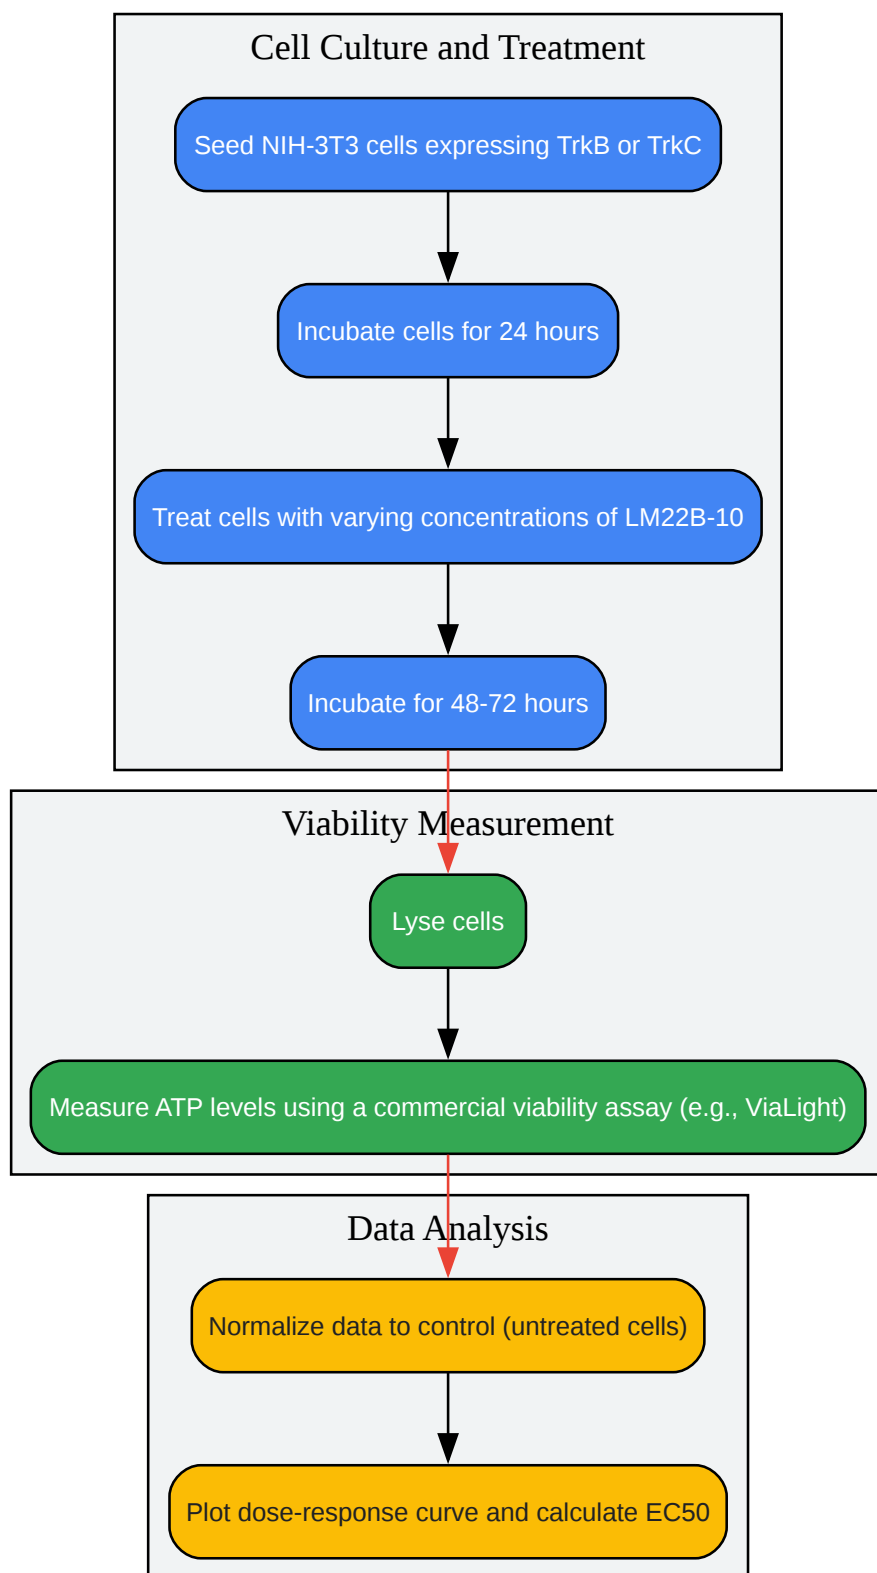 Cell Culture and Treatment
Seed NIH-3T3 cells expressing TrkB or TrkC
Incubate cells for 24 hours
Treat cells with varying concentrations of LM22B-10
Incubate for 48-72 hours
Viability Measurement
Lyse cells
Measure ATP levels using a commercial viability assay (e.g., ViaLight)
Data Analysis
Normalize data to control (untreated cells)
Plot dose-response curve and calculate EC50